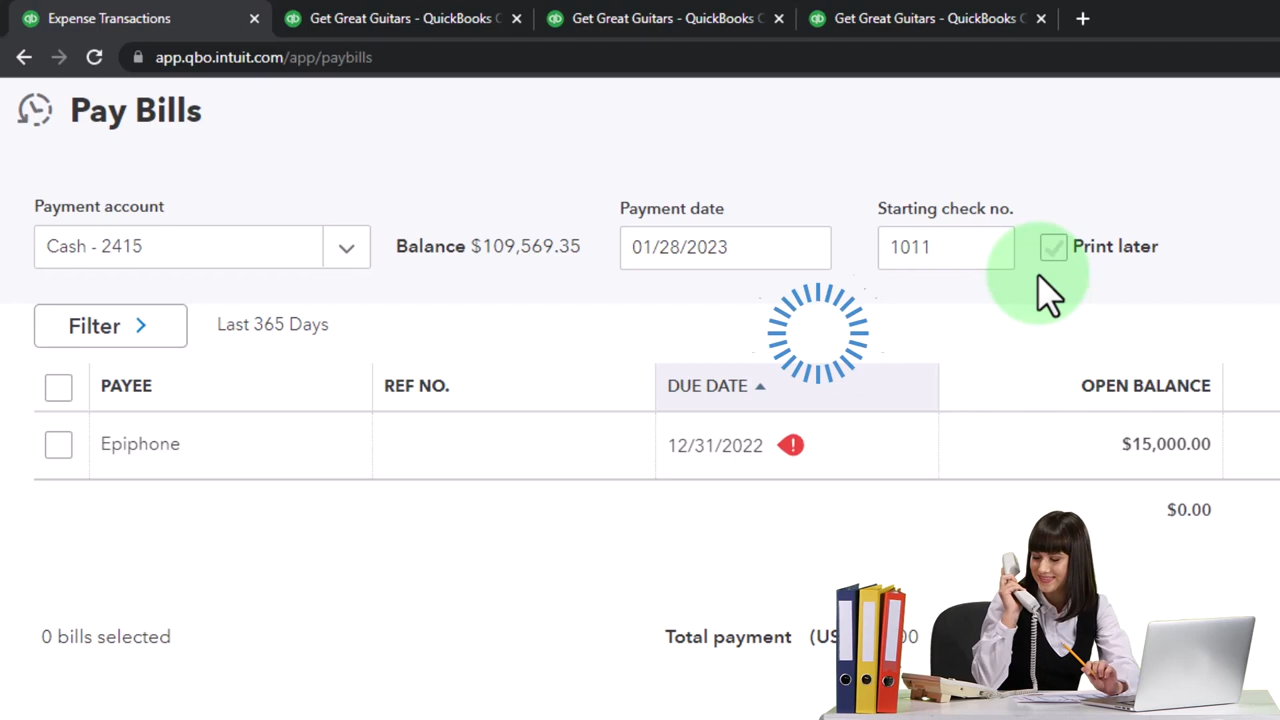 Expense Transactions
Get Great Guitars - QuickBooks
Get Great Guitars - QuickBooks
Get Great Guitars - QuickBooks
app.qbo.intuit.com/app/paybills
Pay Bills
Payment account
Payment date
Starting check no.
Cash - 2415
Balance $109,569.35
01/28/2023
1011
Print later
Filter
Last 365 Days
PAYEE
REF NO.
DUE DATE
OPEN BALANCE
Epiphone
12/31/2022
$15,000.00
$0.00
0 bills selected
Total payment